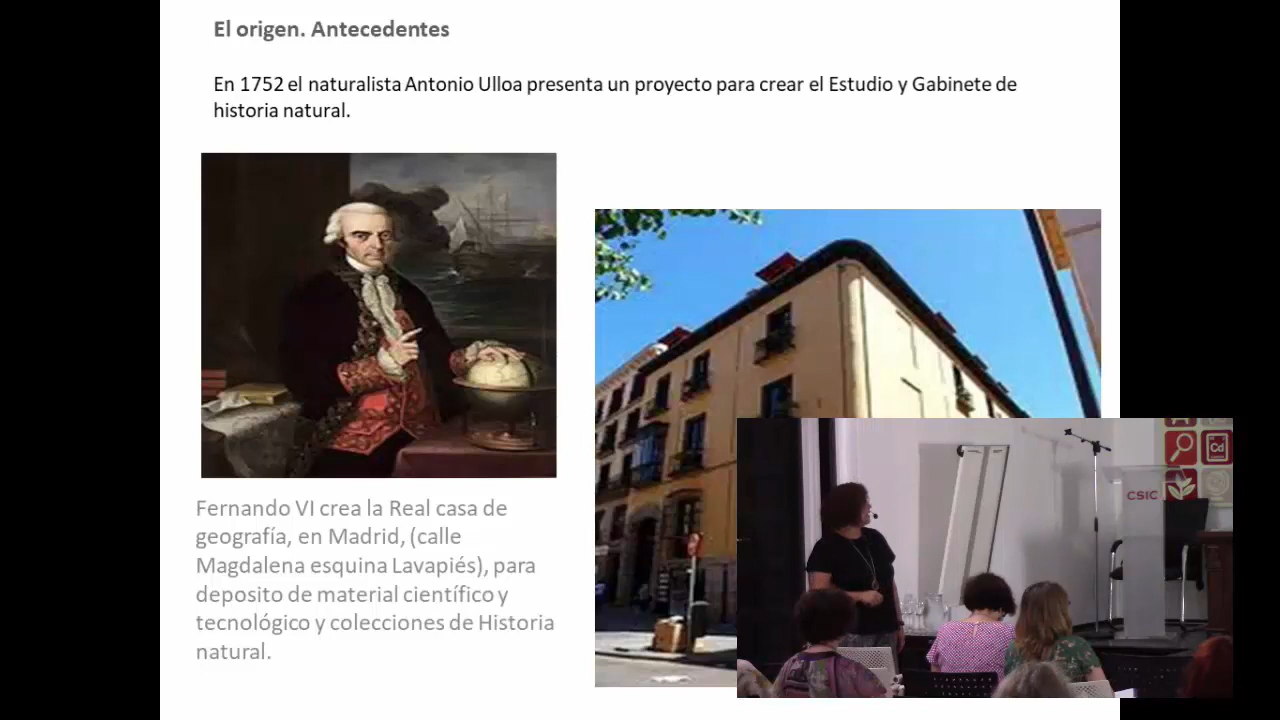 El origen. Antecedentes
En 1752 el naturalista Antonio Ulloa presenta un proyecto para crear el Estudio y Gabinete de
historia natural.
Fernando VI crea la Real casa de
geografía, en Madrid, (calle
Magdalena esquina Lavapiés), para
deposito de material científico y
tecnológico y colecciones de Historia
natural.
CSIC
Cd